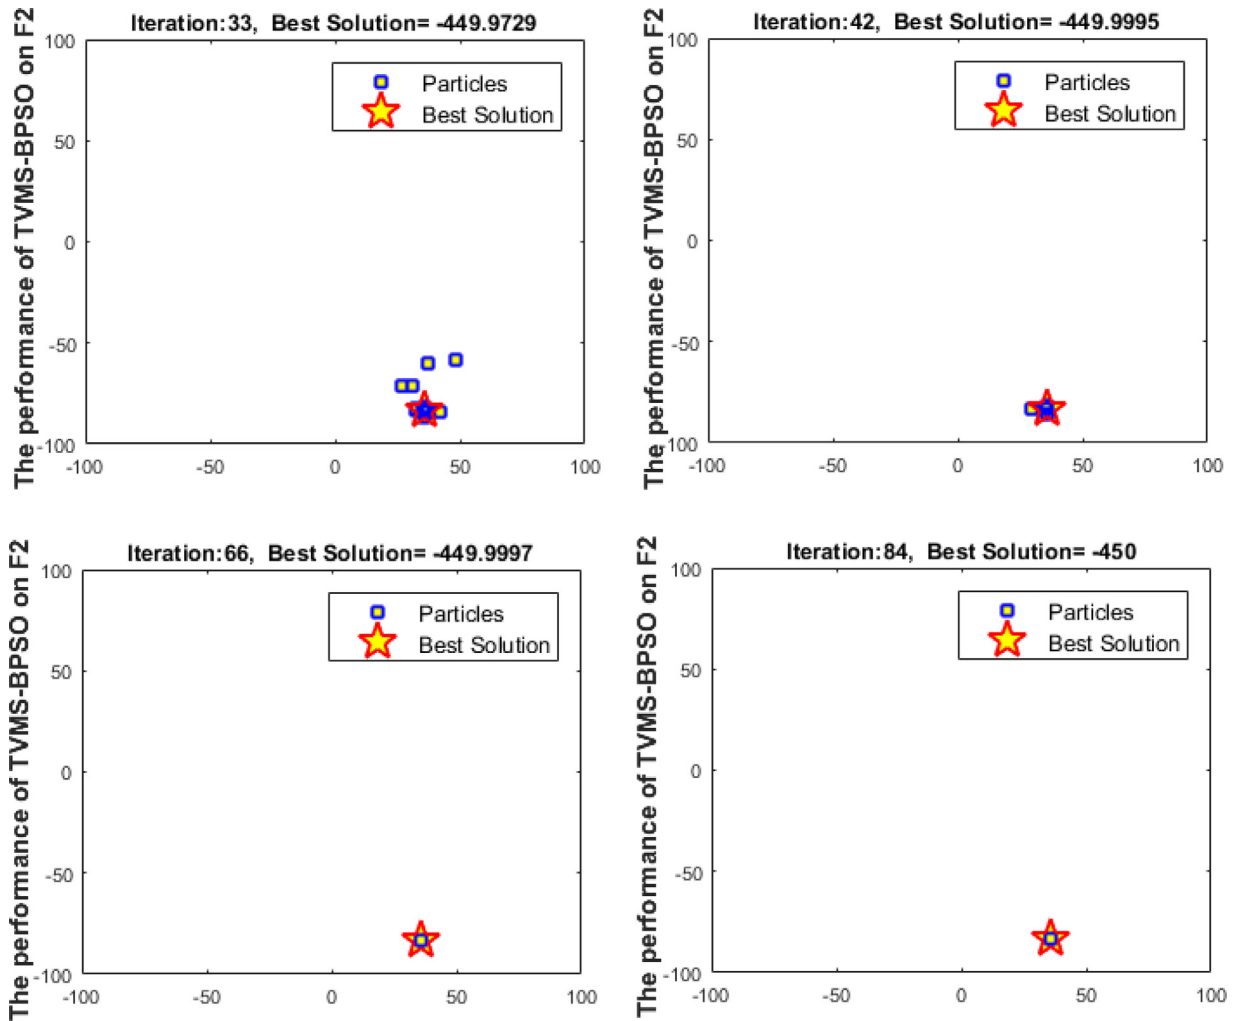 The performance of TVMS-BPSO on F2
Iteration:33, Best Solution= -449.9729
Particles
Best Solution
100
50
0
-50
-100
-100
-50
0
50
100
The performance of TVMS-BPSO on F2
Iteration:42, Best Solution= -449.9995
Particles
Best Solution
100
50
0
-50
-100
-100
-50
0
50
100
The performance of TVMS-BPSO on F2
Iteration:66, Best Solution= -449.9997
Particles
Best Solution
100
50
0
-50
-100
-100
-50
0
50
100
The performance of TVMS-BPSO on F2
Iteration:84, Best Solution= -450
Particles
Best Solution
100
50
0
-50
-100
-100
-50
0
50
100